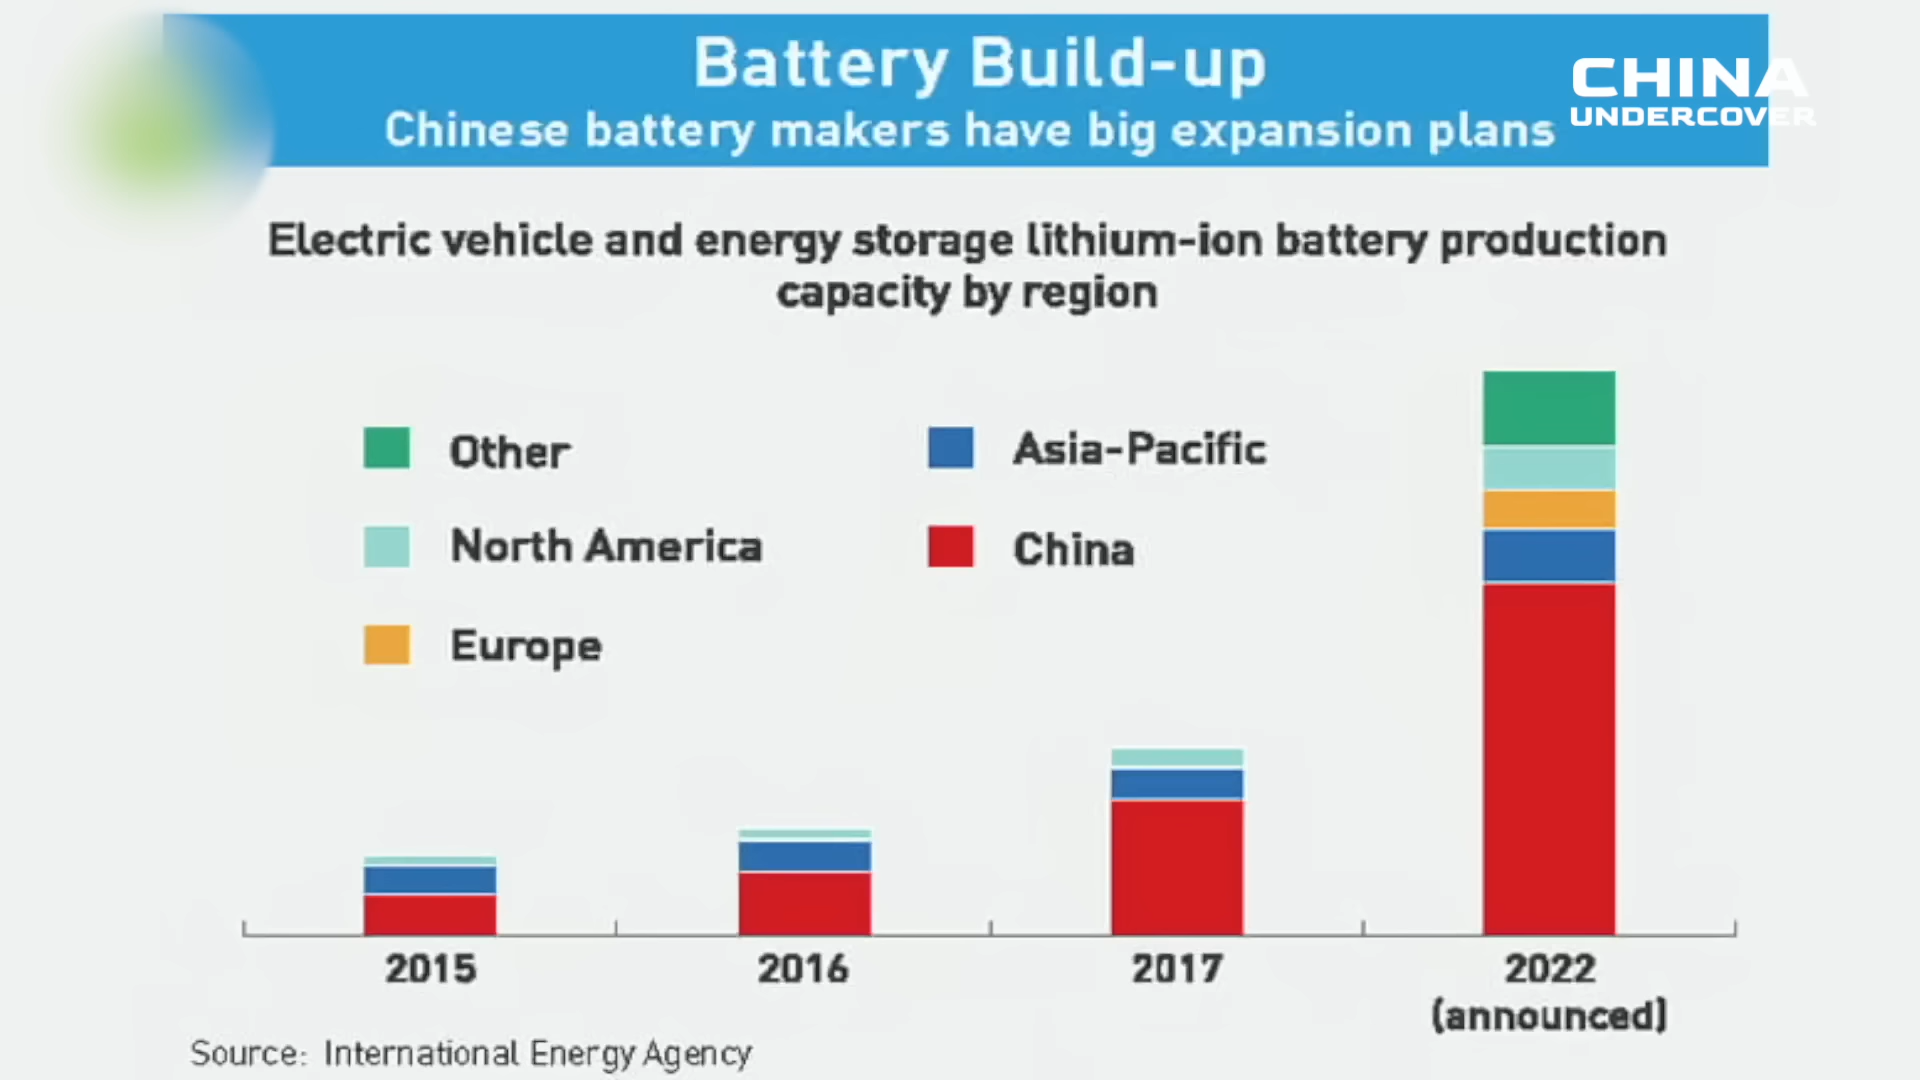 Battery Build-up
Chinese battery makers have big expansion plans
CHINA
UNDERCOVER
Electric vehicle and energy storage lithium-ion battery production
capacity by region
Other
North America
Europe
Asia-Pacific
China
2015
2016
2017
2022
(announced)
Source: International Energy Agency